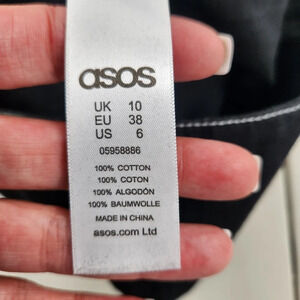 asos
UK 10
EU 38
US 6
05958886
100% COTTON
100% COTON
100% ALGODÓN
100% BAUMWOLLE
MADE IN CHINA
asos.com Ltd